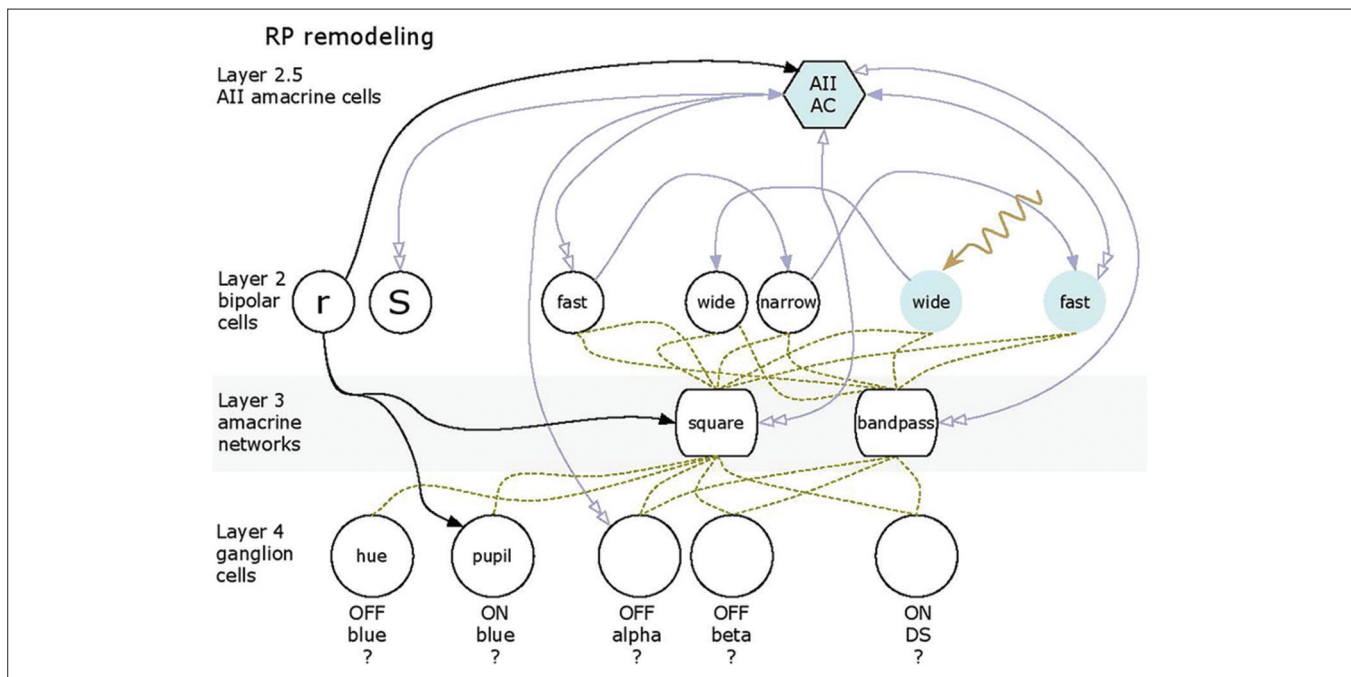 RP remodeling
Layer 2.5
AII amacrine cells
AII
AC
Layer 2
bipolar
cells
r
S
fast
wide
narrow
wide
fast
Layer 3
amacrine
networks
square
bandpass
Layer 4
ganglion
cells
hue
pupil
OFF
blue
?
ON
blue
?
OFF
alpha
?
OFF
beta
?
ON
DS
?